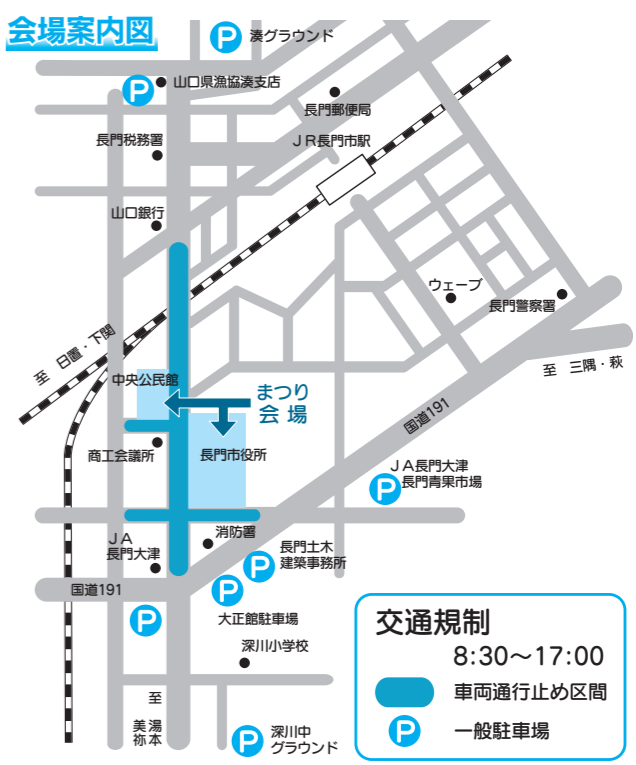 会場案内図
P 湊グラウンド
P 山口県漁協湊支店
長門郵便局
長門税務署
ＪＲ長門市駅
山口銀行
ウェーブ
長門警察署
至 日置・下関
至 三隅・萩
中央公民館
まつり
会場
国道191
商工会議所
長門市役所
ＪＡ長門大津
長門青果市場
P
消防署
ＪＡ
長門大津
長門土木
建築事務所
P
国道191
P
大正館駐車場
P
深川小学校
至
湯本
美祢
P 深川中
グラウンド
交通規制
8:30〜17:00
車両通行止め区間
P 一般駐車場